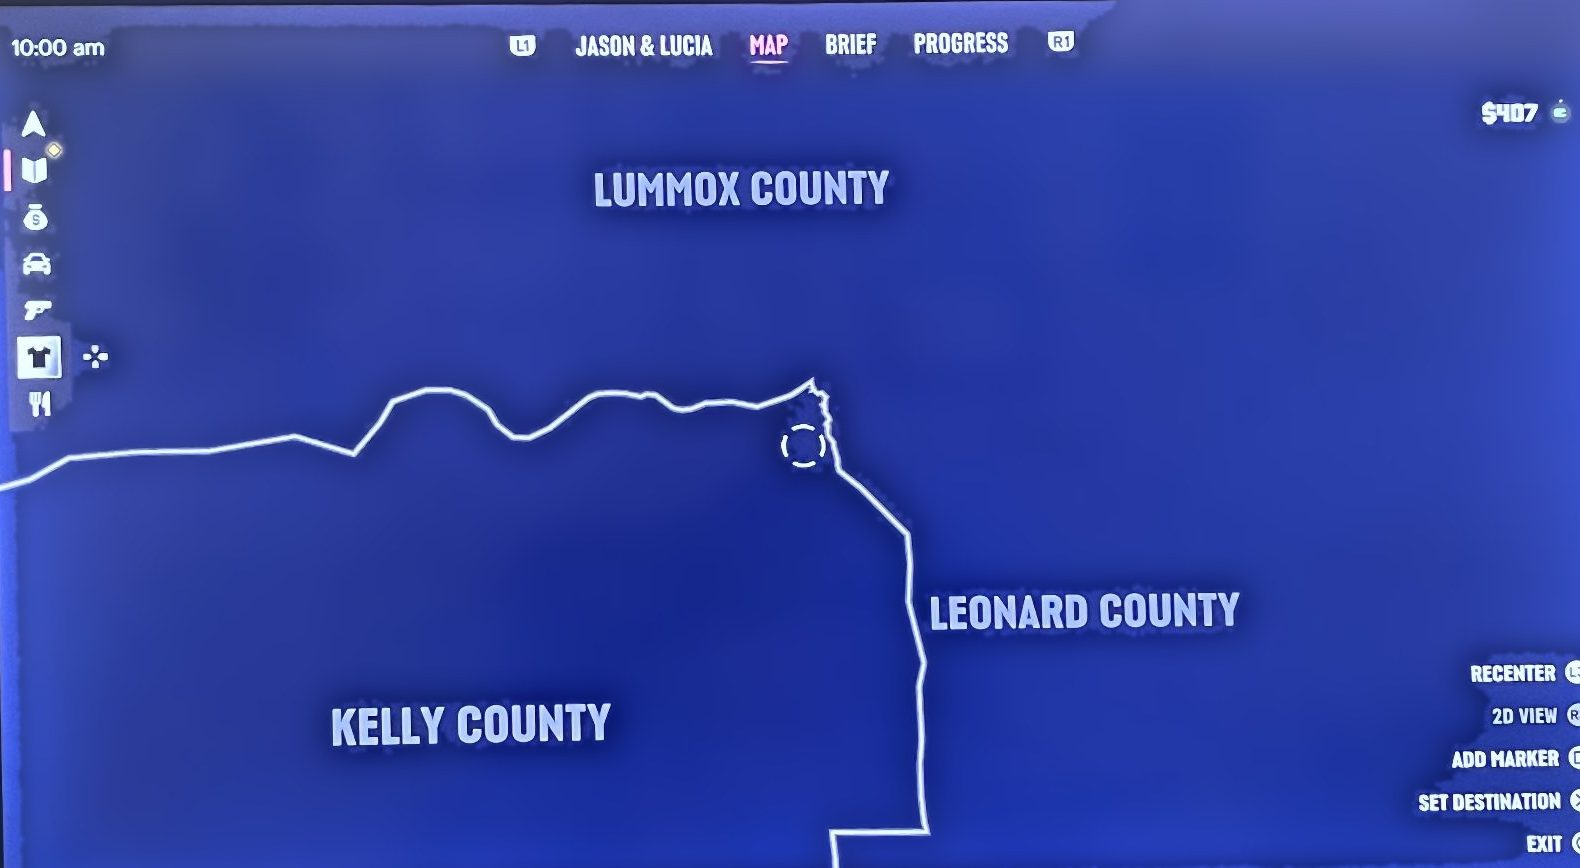 10:00 am
L1 JASON & LUCIA MAP BRIEF PROGRESS R1
$407
LUMMOX COUNTY
LEONARD COUNTY
KELLY COUNTY
RECENTER
2D VIEW
ADD MARKER
SET DESTINATION
EXIT